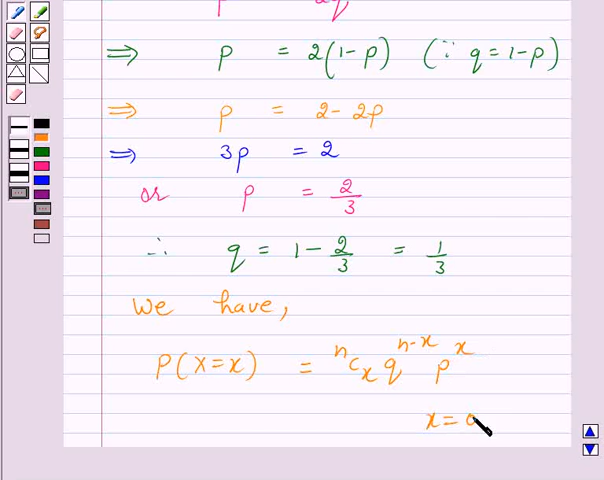 p 2q
⇒ p = 2(1-p) (∵ q=1-p)
⇒ p = 2-2p
⇒ 3p = 2
or p = 2/3
∴ q = 1 - 2/3 = 1/3
We have,
P(X=x) = ⁿCₓ qⁿ⁻ˣ pˣ
x=